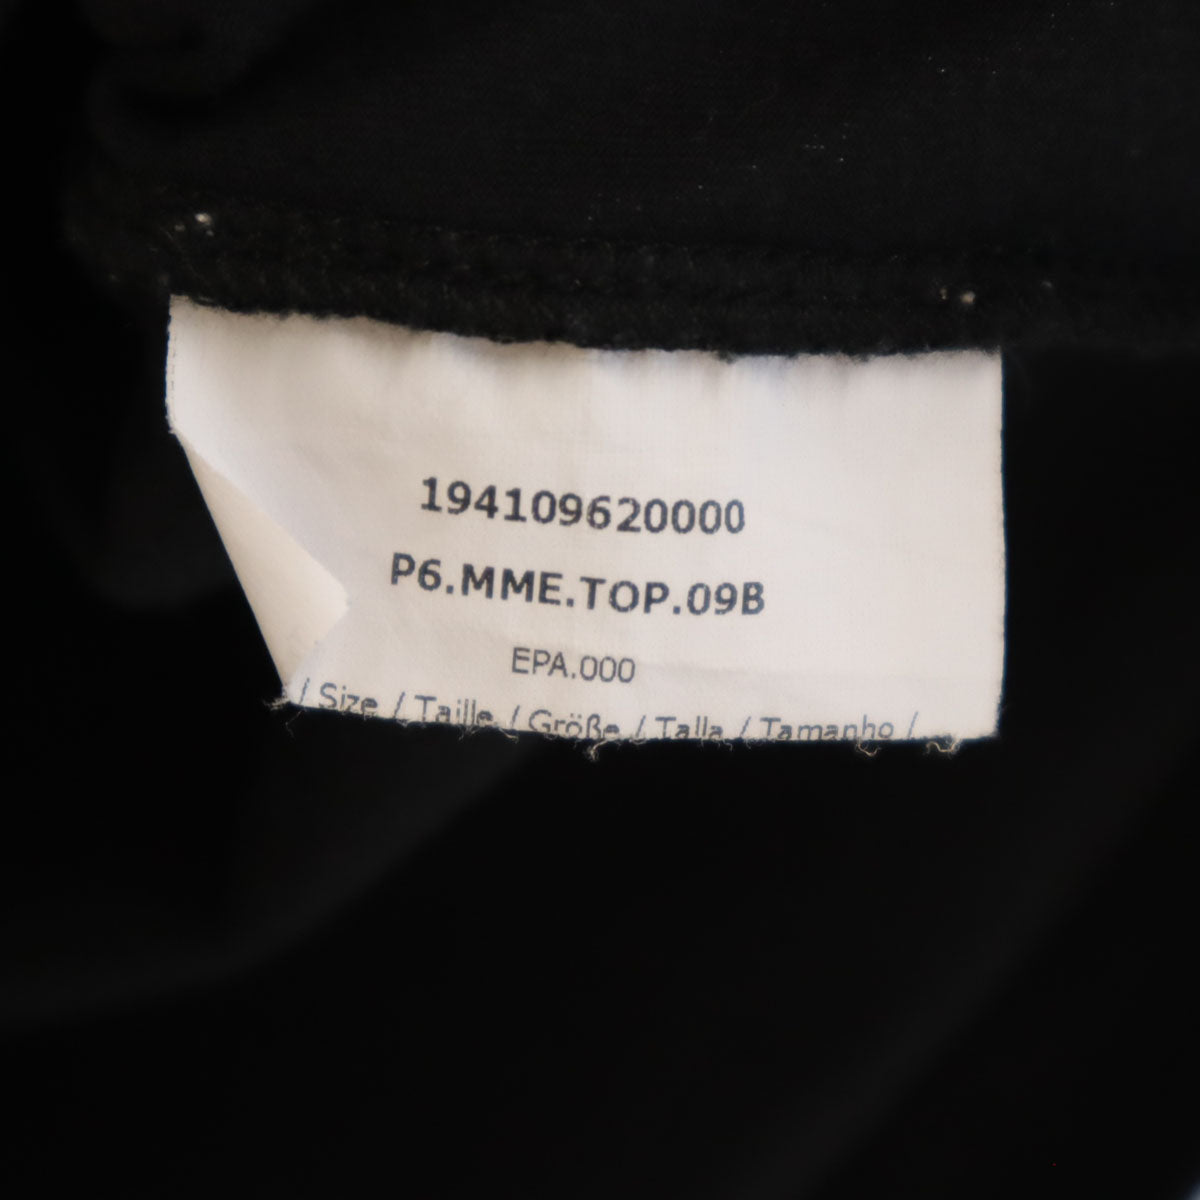 194109620000
P6.MME.TOP.09B
EPA.000
/ Size / Taille / Größe / Talla / Tamanho /